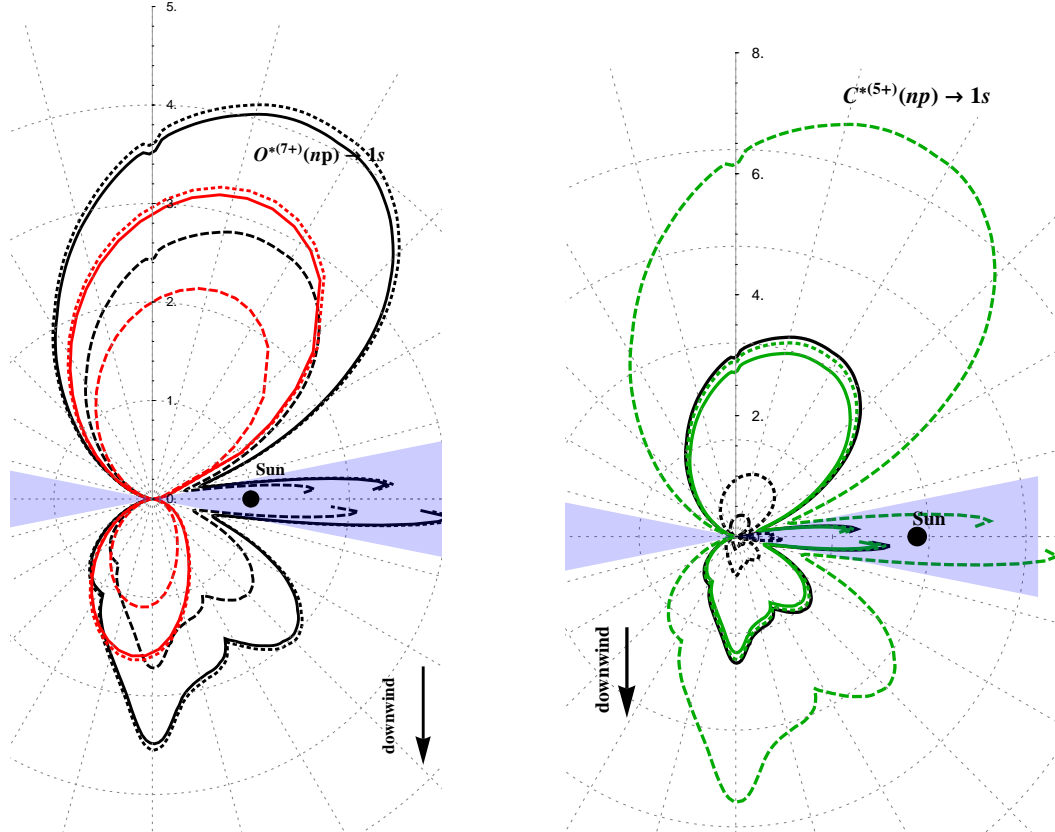 5.
4.
O*(7+)(np) → 1s
3.
2.
1.
Sun
0.
downwind
8.
C*(5+)(np) → 1s
6.
4.
2.
Sun
downwind